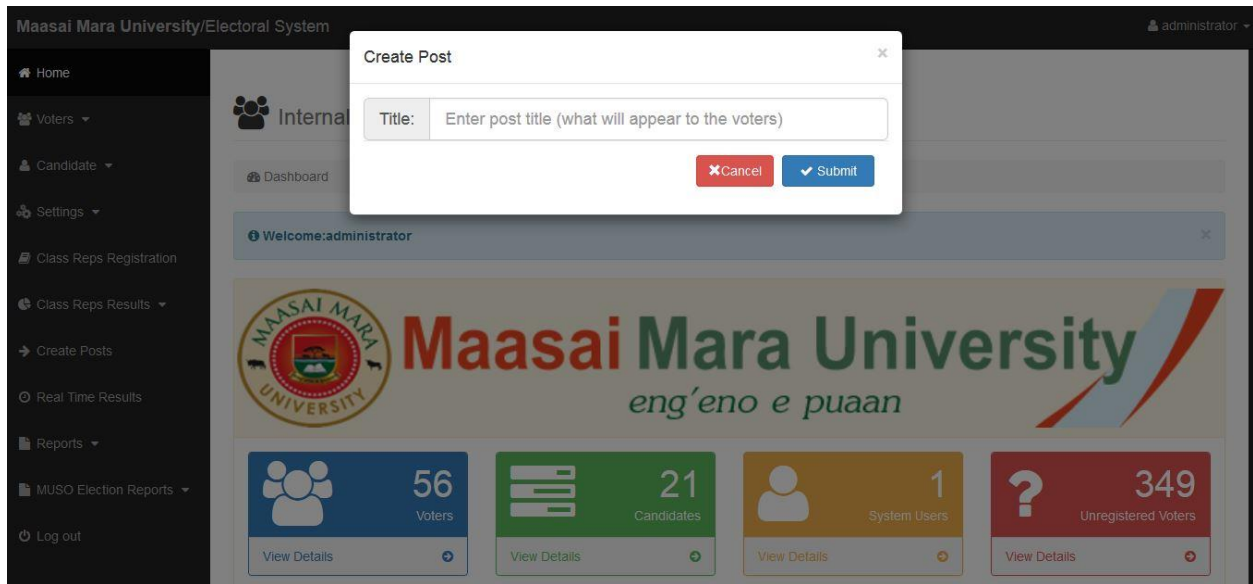 Maasai Mara University/Electoral System
administrator
Home
Voters
Candidate
Settings
Class Reps Registration
Class Reps Results
Create Posts
Real Time Results
Reports
MUSO Election Reports
Log out
Create Post
×
Title: Enter post title (what will appear to the voters)
Cancel Submit
Internal
Dashboard
Welcome:administrator ×
MAASAI MARA
UNIVERSITY
Maasai Mara University
eng'eno e puaan
56
Voters
View Details
21
Candidates
View Details
1
System Users
View Details
?
349
Unregistered Voters
View Details